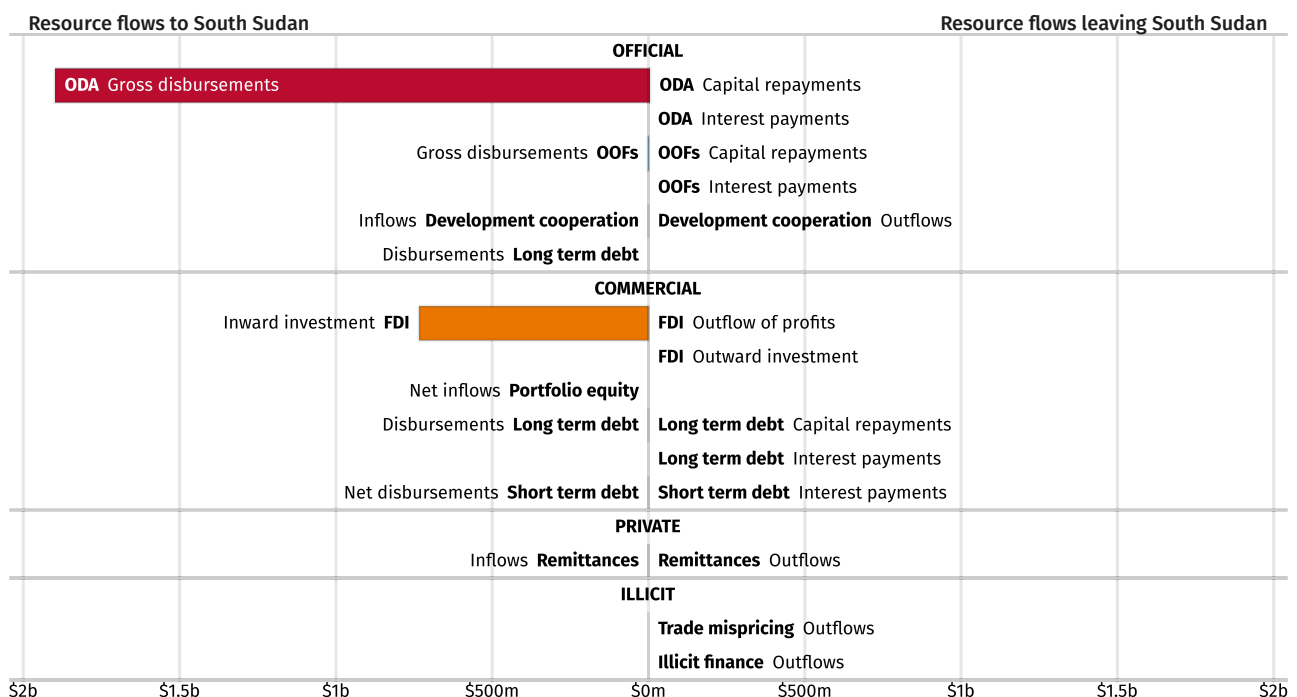 Resource flows to South Sudan Resource flows leaving South Sudan
OFFICIAL
ODA Gross disbursements ODA Capital repayments
ODA Interest payments
Gross disbursements OOFs OOFs Capital repayments
OOFs Interest payments
Inflows Development cooperation Development cooperation Outflows
Disbursements Long term debt
COMMERCIAL
Inward investment FDI FDI Outflow of profits
FDI Outward investment
Net inflows Portfolio equity
Disbursements Long term debt Long term debt Capital repayments
Long term debt Interest payments
Net disbursements Short term debt Short term debt Interest payments
PRIVATE
Inflows Remittances Remittances Outflows
ILLICIT
Trade mispricing Outflows
Illicit finance Outflows
$2b $1.5b $1b $500m $0m $500m $1b $1.5b $2b